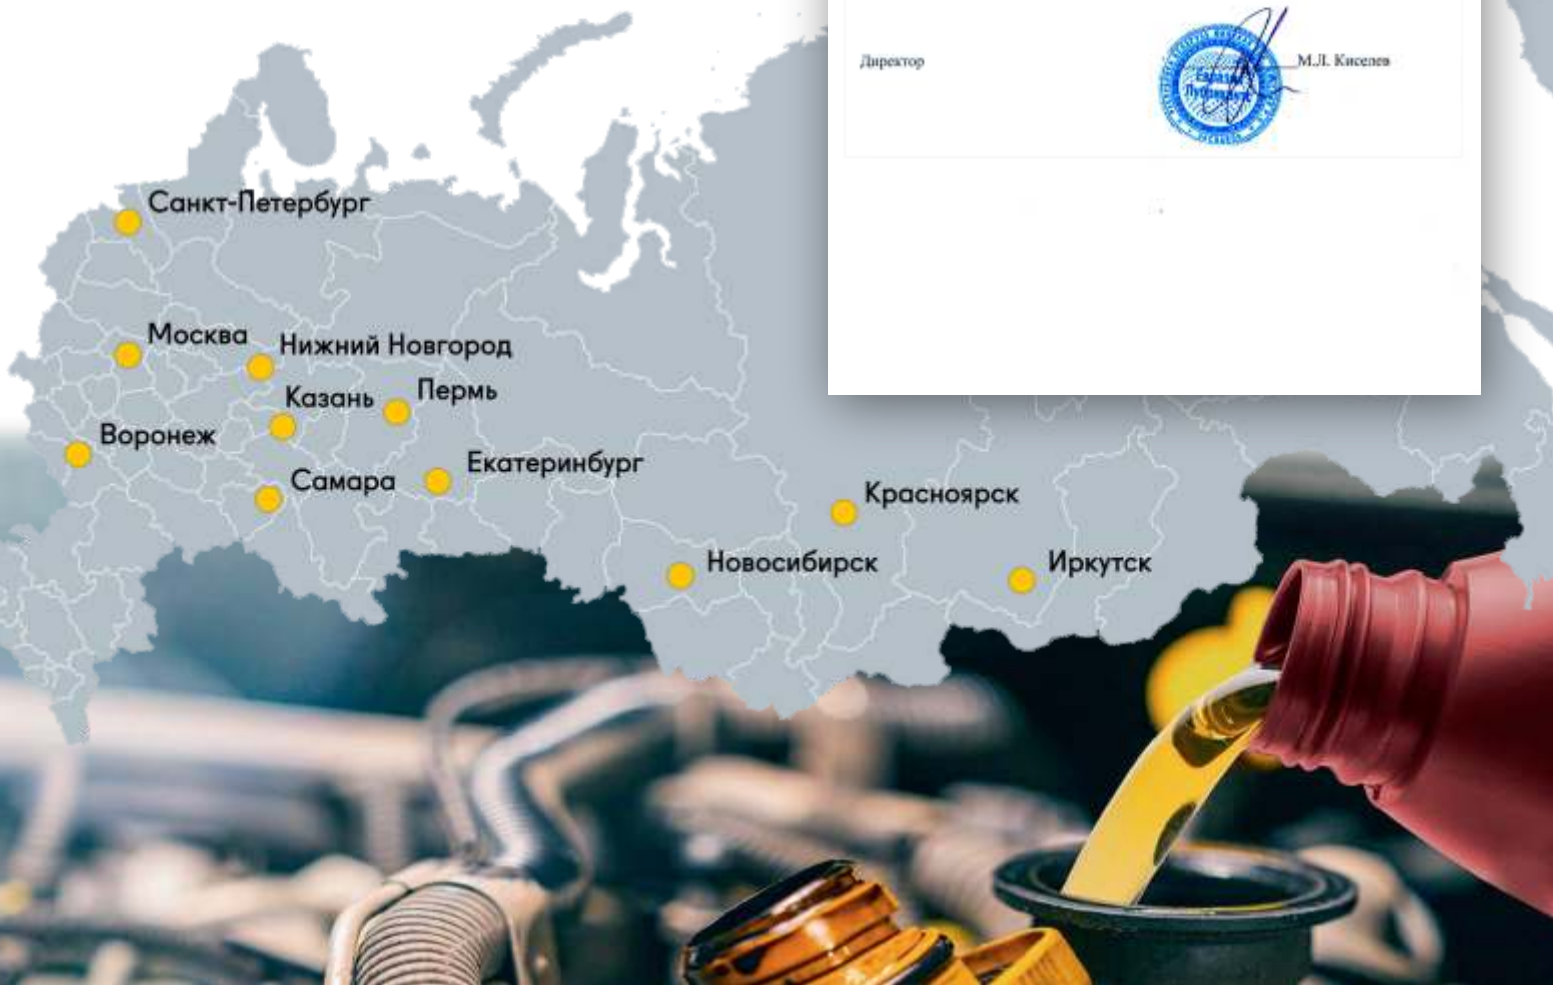 Директор
М.Л. Киселев
Санкт-Петербург
Москва
Нижний Новгород
Казань
Пермь
Воронеж
Екатеринбург
Самара
Красноярск
Новосибирск
Иркутск